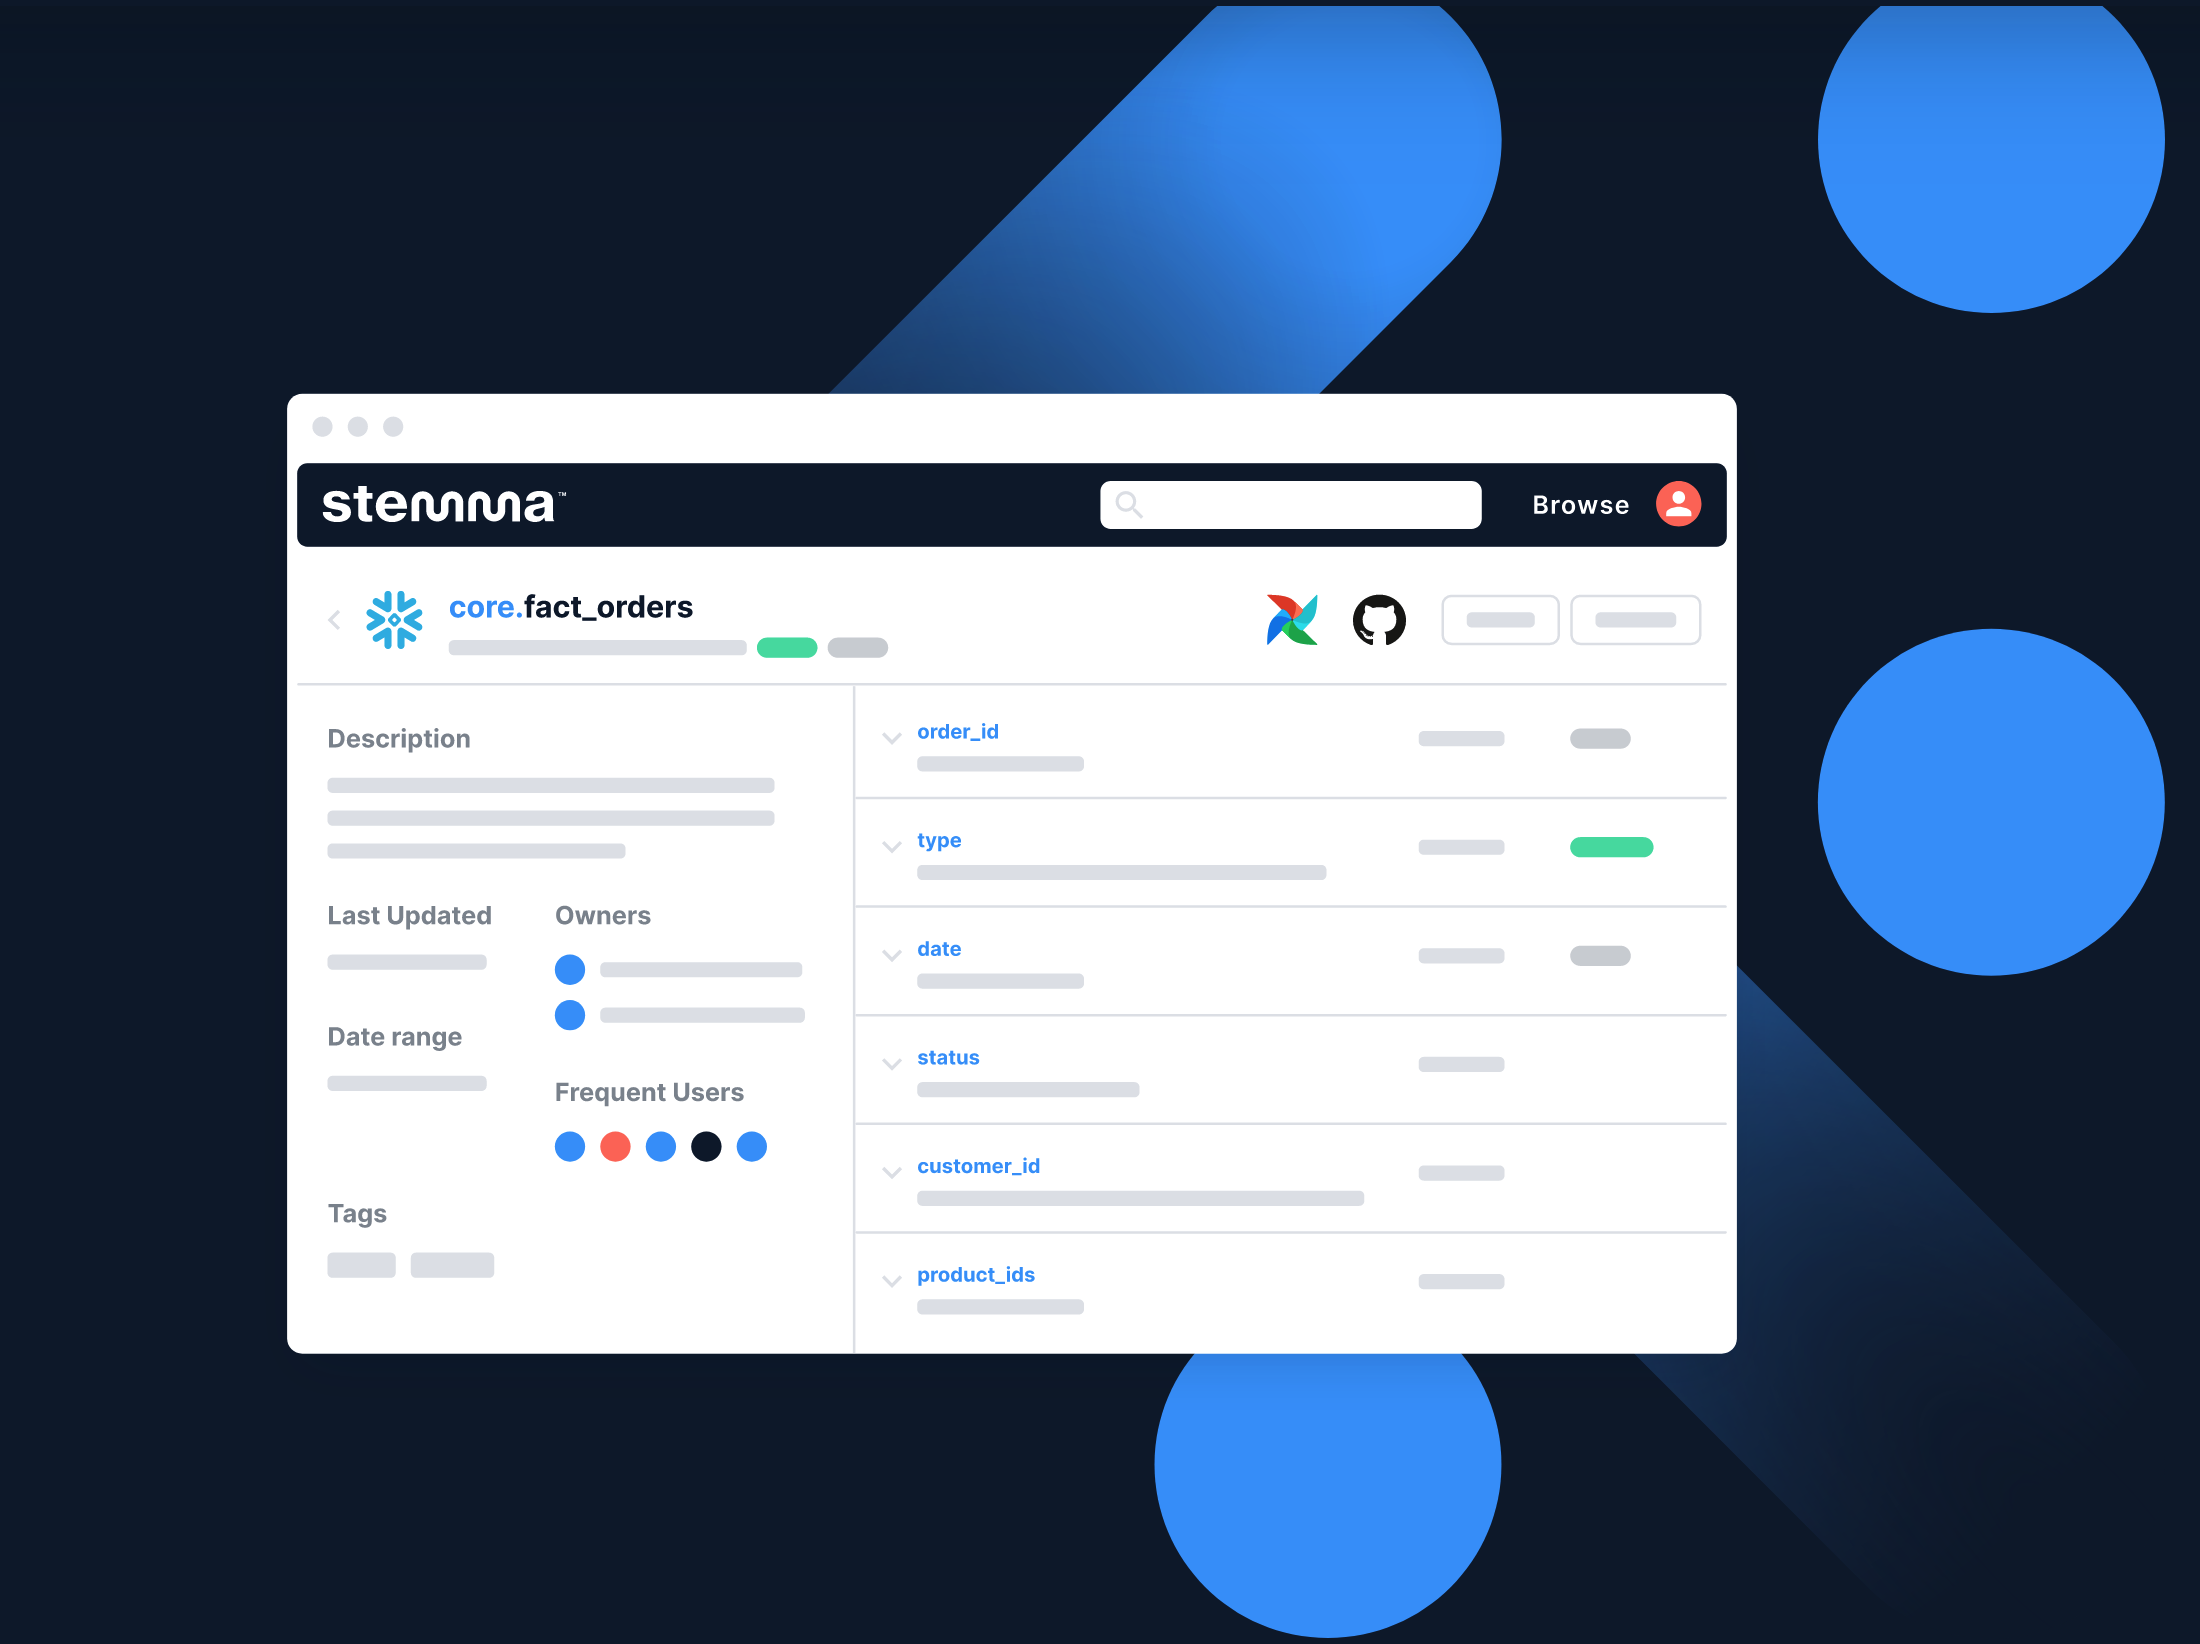 stemma™
Browse
core.fact_orders
Description
Last Updated
Owners
Date range
Frequent Users
Tags
order_id
type
date
status
customer_id
product_ids